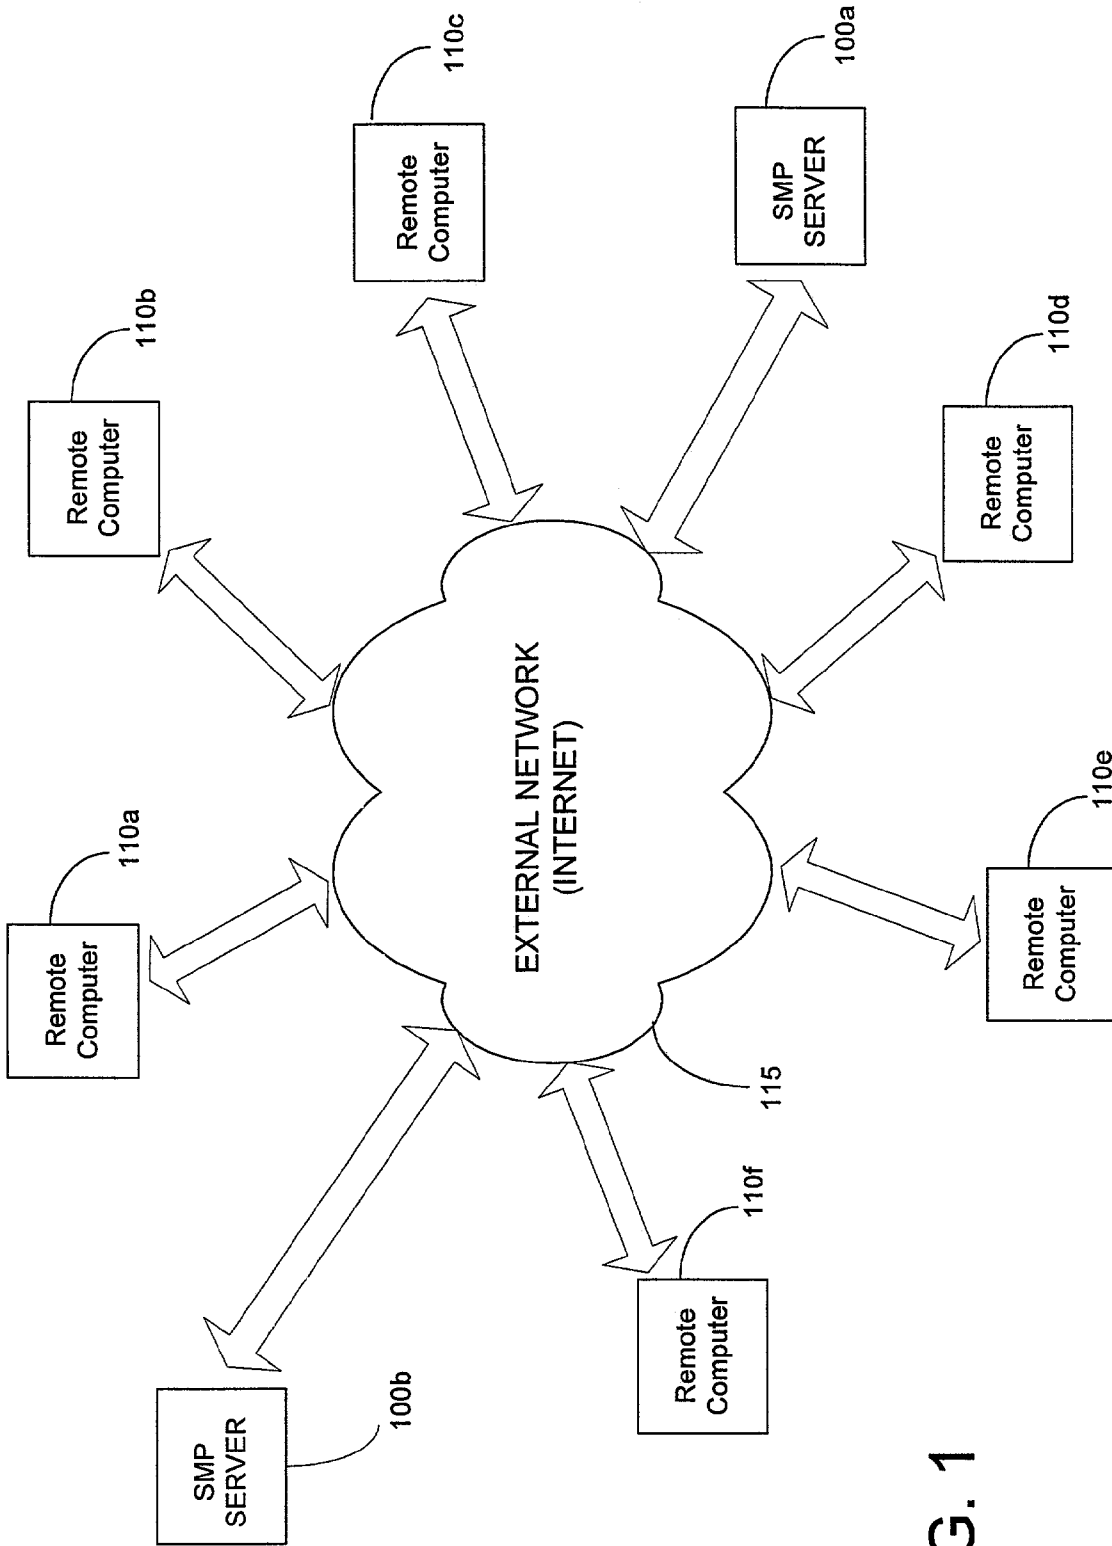 Remote
Computer
110a
Remote
Computer
110b
SMP
SERVER
100b
Remote
Computer
110c
EXTERNAL NETWORK
(INTERNET)
Remote
Computer
110f
115
SMP
SERVER
100a
Remote
Computer
110d
Remote
Computer
110e
G. 1